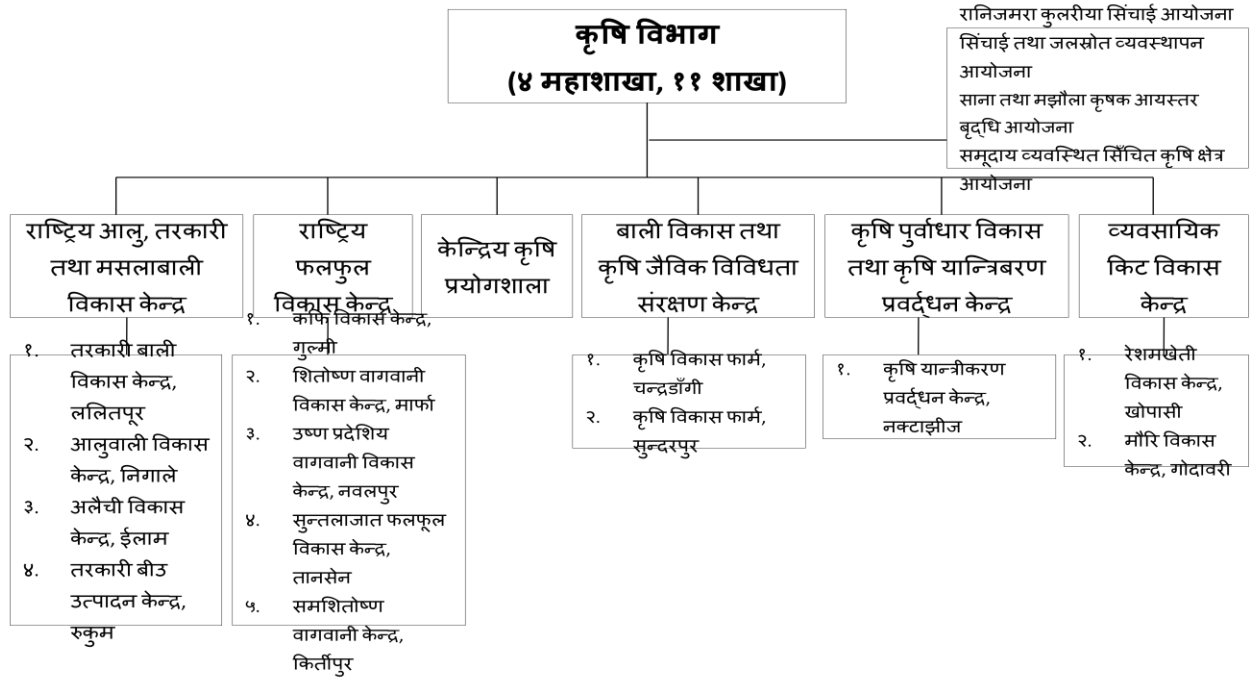 कृषि विभाग
(४ महाशाखा, ११ शाखा)
रानिजमरा कुलरीया सिंचाई आयोजना
सिंचाई तथा जलस्रोत व्यवस्थापन
आयोजना
साना तथा मझौला कृषक आयस्तर
बृद्धि आयोजना
समूदाय व्यवस्थित सिँचित कृषि क्षेत्र
आयोजना
राष्ट्रिय आलु, तरकारी
तथा मसलाबाली
विकास केन्द्र
राष्ट्रिय
फलफुल
विकास केन्द्र
केन्द्रिय कृषि
प्रयोगशाला
बाली विकास तथा
कृषि जैविक विविधता
संरक्षण केन्द्र
कृषि पुर्वाधार विकास
तथा कृषि यान्त्रिबरण
प्रवर्द्धन केन्द्र
व्यवसायिक
किट विकास
केन्द्र
१. तरकारी बाली
विकास केन्द्र,
ललितपूर
२. आलुवाली विकास
केन्द्र, निगाले
३. अलैची विकास
केन्द्र, ईलाम
४. तरकारी बीउ
उत्पादन केन्द्र,
रुकुम
१. कफि विकास केन्द्र,
गुल्मी
२. शितोष्ण वागवानी
विकास केन्द्र, मार्फा
३. उष्ण प्रदेशिय
वागवानी विकास
केन्द्र, नवलपुर
४. सुन्तलाजात फलफूल
विकास केन्द्र,
तानसेन
५. समशितोष्ण
वागवानी केन्द्र,
किर्तीपुर
१. कृषि विकास फार्म,
चन्द्रडाँगी
२. कृषि विकास फार्म,
सुन्दरपुर
१. कृषि यान्त्रीकरण
प्रवर्द्धन केन्द्र,
नक्टाझीज
१. रेशमखेती
विकास केन्द्र,
खोपासी
२. मौरि विकास
केन्द्र, गोदावरी